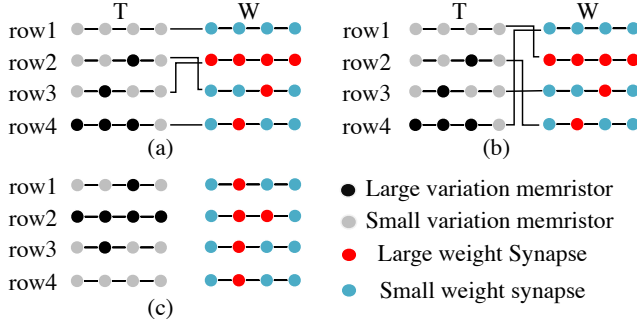 T W T W
row1 row1
row2 row2
row3 row3
row4 row4
(a) (b)
row1
row2
row3
row4
(c)
Large variation memristor
Small variation memristor
Large weight Synapse
Small weight synapse